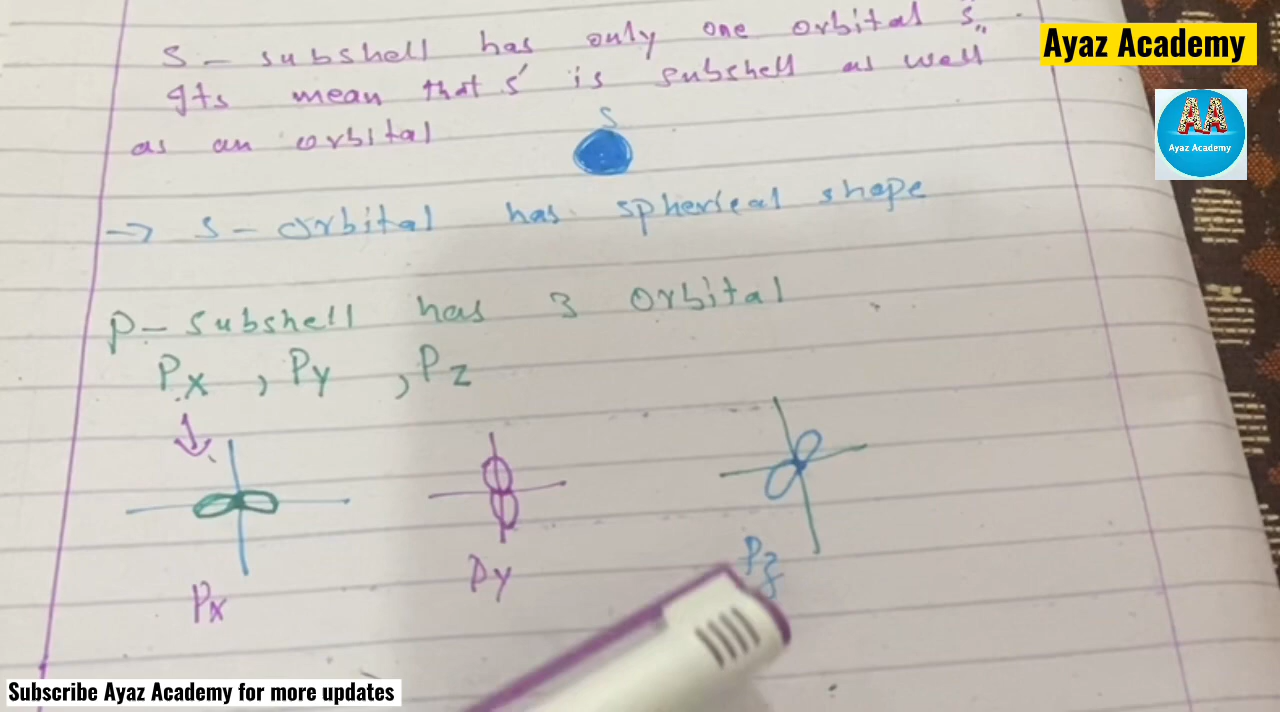 S - subshell has only one orbital s,,
Its mean that s' is subshell as well
as an orbital
S
→ s - orbital has spherical shape
P - subshell has 3 orbital
Px , Py , Pz
Px
Py
Pz
Ayaz Academy
AA
Ayaz Academy
Subscribe Ayaz Academy for more updates